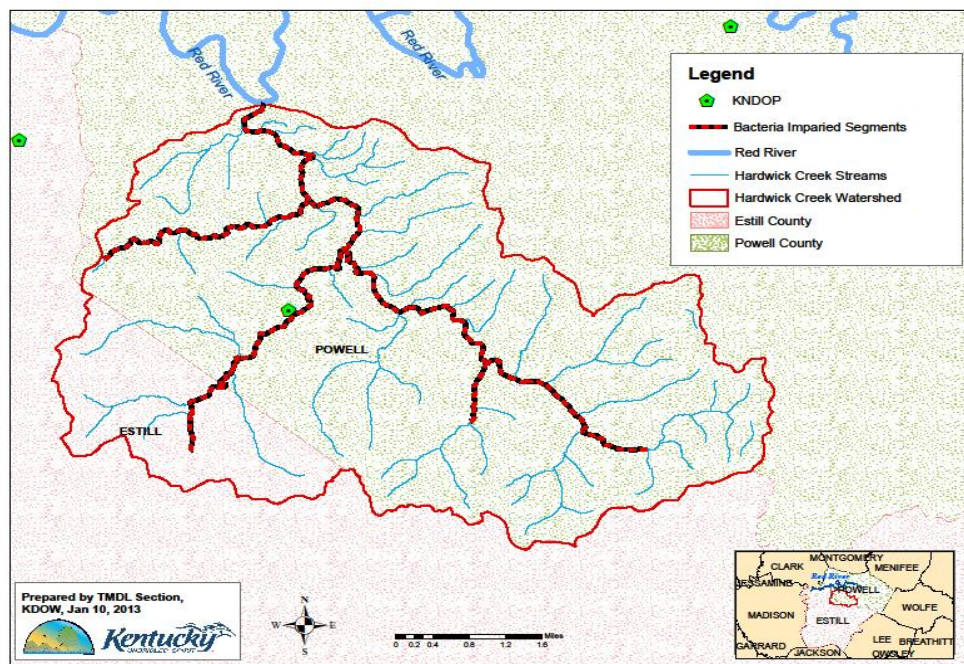 Red River
Red River
Legend
KNDOP
Bacteria Imparied Segments
Red River
Hardwick Creek Streams
Hardwick Creek Watershed
Estill County
Powell County
POWELL
ESTILL
Prepared by TMDL Section,
KDOW, Jan 10, 2013
Kentucky
UNBRIDLED SPIRIT
N
W
E
S
Miles
0 0.2 0.4 0.8 1.2 1.6
MONTGOMERY
CLARK
MENIFEE
JESSAMINE
Red River
POWELL
MADISON
WOLFE
ESTILL
LEE
BREATHITT
GARRARD
OWSLEY
JACKSON